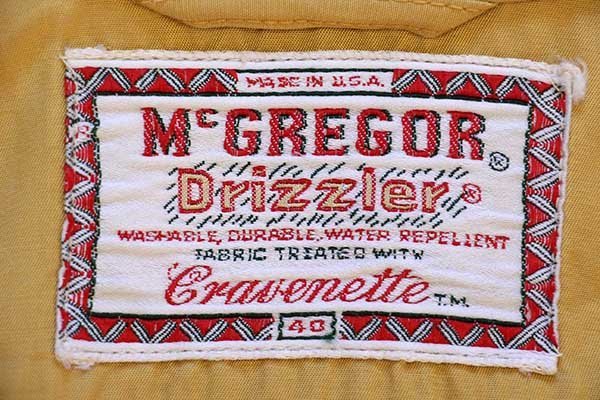 MADE IN U.S.A.
McGREGOR®
Drizzler®
WASHABLE, DURABLE, WATER REPELLENT
FABRIC TREATED WITH
Cravenette T.M.
40